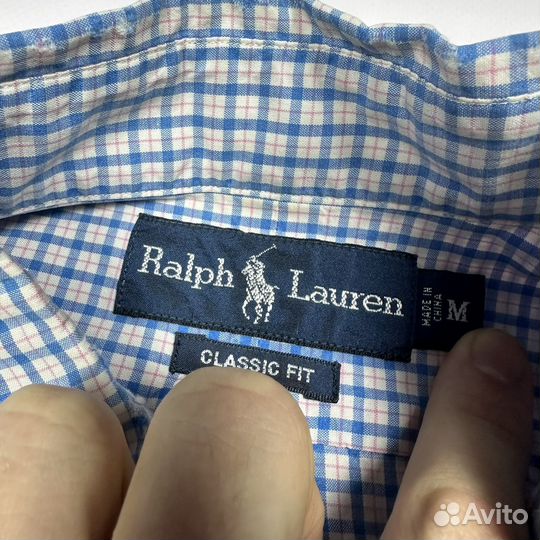 Ralph Lauren
MADE IN
CHINA
M
CLASSIC FIT
Avito